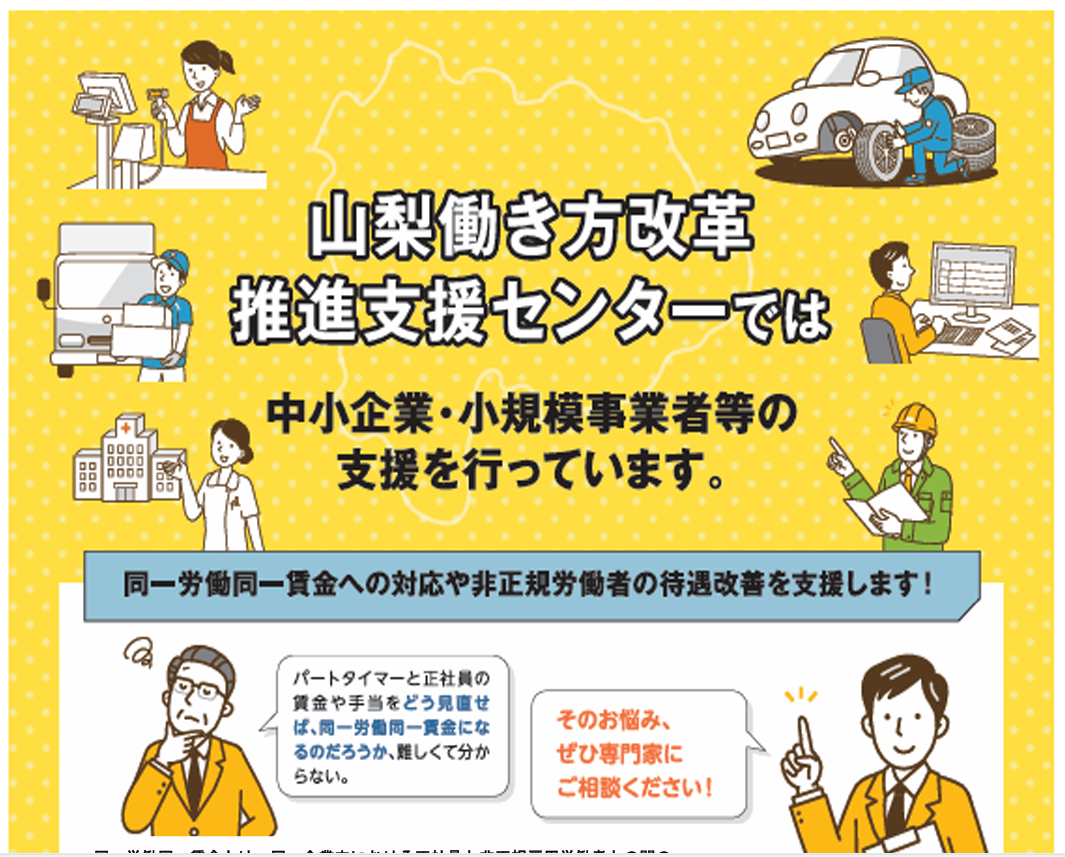 山梨働き方改革
推進支援センターでは
中小企業・小規模事業者等の
支援を行っています。
同一労働同一賃金への対応や非正規労働者の待遇改善を支援します！
パートタイマーと正社員の
賃金や手当をどう見直せ
ば、同一労働同一賃金にな
るのだろうか、難しくて分か
らない。
そのお悩み、
ぜひ専門家に
ご相談ください！